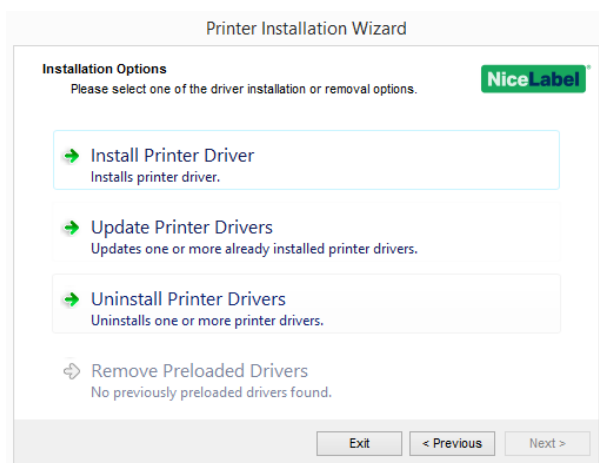 Printer Installation Wizard
Installation Options
Please select one of the driver installation or removal options.
NiceLabel
Install Printer Driver
Installs printer driver.
Update Printer Drivers
Updates one or more already installed printer drivers.
Uninstall Printer Drivers
Uninstalls one or more printer drivers.
Remove Preloaded Drivers
No previously preloaded drivers found.
Exit
< Previous
Next >